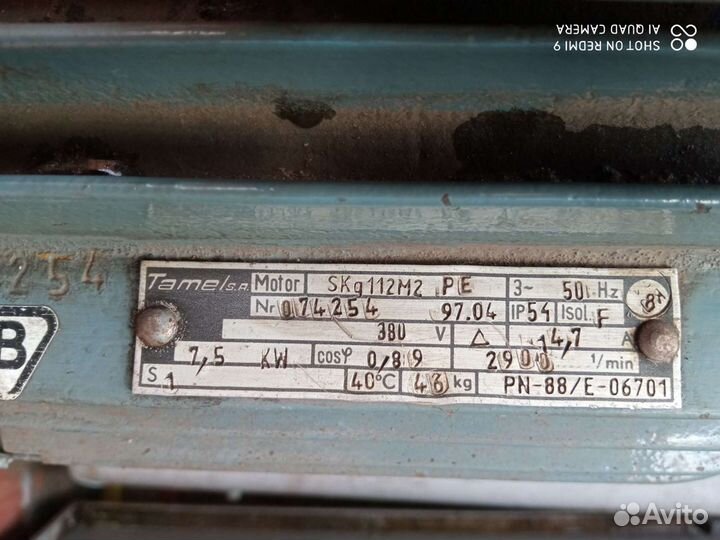 SHOT ON REDMI 9
AI QUAD CAMERA
254
B
Tamel S.A. Motor SKg112M2 PE 3~ 50 Hz
Nr 074254 97.04 IP54 Isol. F
380 V △ 14,7 A
7,5 KW cosφ 0/89 2900 1/min
S1 40°C 48 kg PN-88/E-06701
Avito